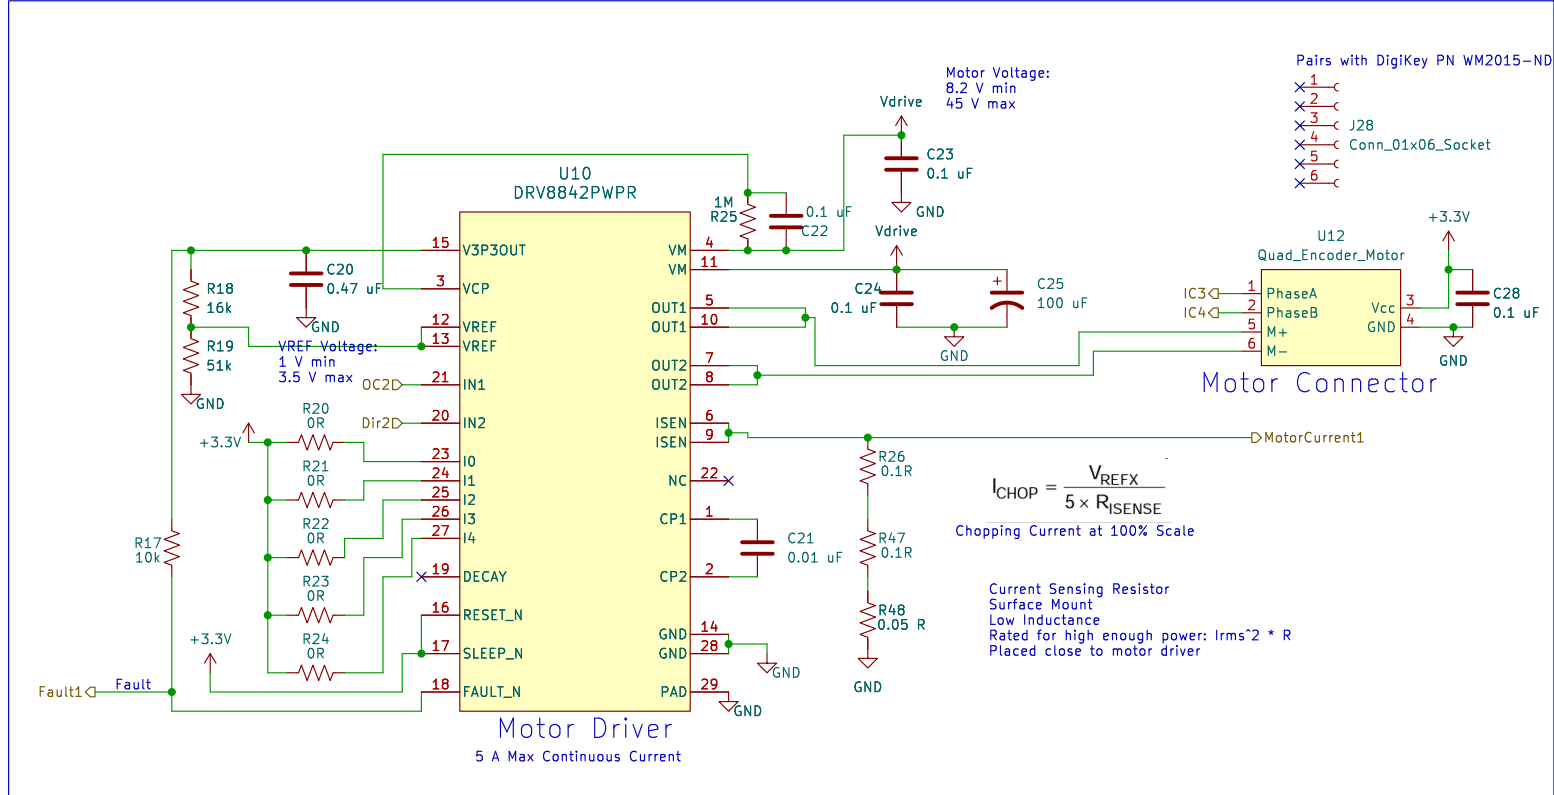 Pairs with DigiKey PN WM2015-ND
1
2
3
4
5
6
J28
Conn_01x06_Socket
Motor Voltage:
8.2 V min
45 V max
Vdrive
C23
0.1 uF
GND
U10
DRV8842PWPR
1M
R25
0.1 uF
C22
Vdrive
C24
0.1 uF
C25
100 uF
GND
+3.3V
U12
Quad_Encoder_Motor
IC3
1
PhaseA
IC4
2
PhaseB
5
M+
6
M-
Vcc
3
GND
4
C28
0.1 uF
GND
Motor Connector
R18
16k
R19
51k
GND
C20
0.47 uF
GND
VREF Voltage:
1 V min
3.5 V max
15
V3P3OUT
3
VCP
12
VREF
13
VREF
OC2
21
IN1
Dir2
20
IN2
23
I0
24
I1
25
I2
26
I3
27
I4
19
DECAY
16
RESET_N
17
SLEEP_N
18
FAULT_N
VM
4
VM
11
OUT1
5
OUT1
10
OUT2
7
OUT2
8
ISEN
6
ISEN
9
NC
22
CP1
1
CP2
2
GND
14
GND
28
PAD
29
GND
GND
C21
0.01 uF
+3.3V
R20
0R
R21
0R
R22
0R
R23
0R
R24
0R
R17
10k
+3.3V
Fault1
Fault
R26
0.1R
R47
0.1R
R48
0.05 R
GND
MotorCurrent1
I_CHOP = V_REFX / 5 × R_ISENSE
Chopping Current at 100% Scale
Current Sensing Resistor
Surface Mount
Low Inductance
Rated for high enough power: Irms^2 * R
Placed close to motor driver
Motor Driver
5 A Max Continuous Current